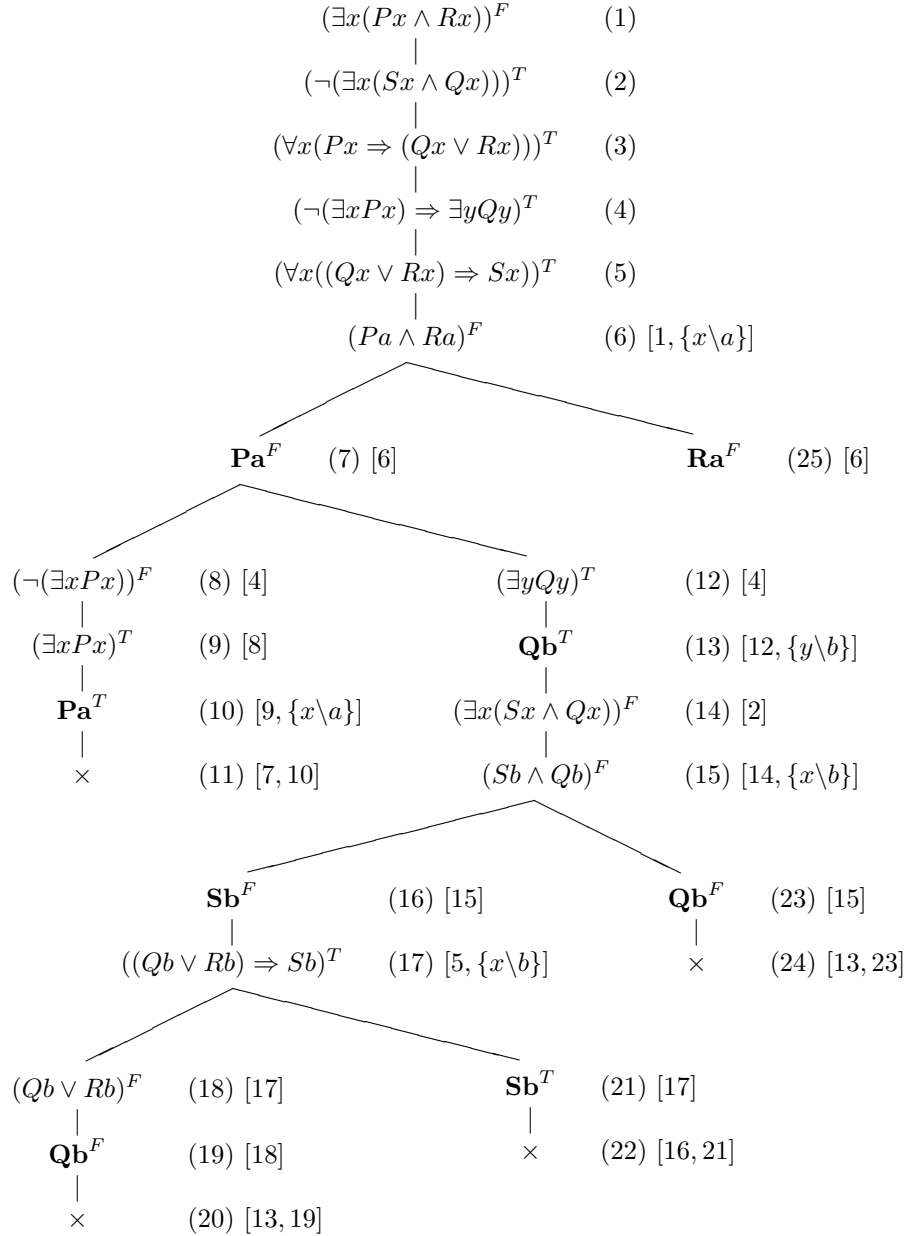 (∃x(Px ∧ Rx))^F (1)
(¬(∃x(Sx ∧ Qx)))^T (2)
(∀x(Px ⇒ (Qx ∨ Rx)))^T (3)
(¬(∃xPx) ⇒ ∃yQy)^T (4)
(∀x((Qx ∨ Rx) ⇒ Sx))^T (5)
(Pa ∧ Ra)^F (6) [1, {x\a}]
Pa^F (7) [6] Ra^F (25) [6]
(¬(∃xPx))^F (8) [4] (∃yQy)^T (12) [4]
(∃xPx)^T (9) [8] Qb^T (13) [12, {y\b}]
Pa^T (10) [9, {x\a}] (∃x(Sx ∧ Qx))^F (14) [2]
× (11) [7, 10] (Sb ∧ Qb)^F (15) [14, {x\b}]
Sb^F (16) [15] Qb^F (23) [15]
((Qb ∨ Rb) ⇒ Sb)^T (17) [5, {x\b}] × (24) [13, 23]
(Qb ∨ Rb)^F (18) [17] Sb^T (21) [17]
Qb^F (19) [18] × (22) [16, 21]
× (20) [13, 19]